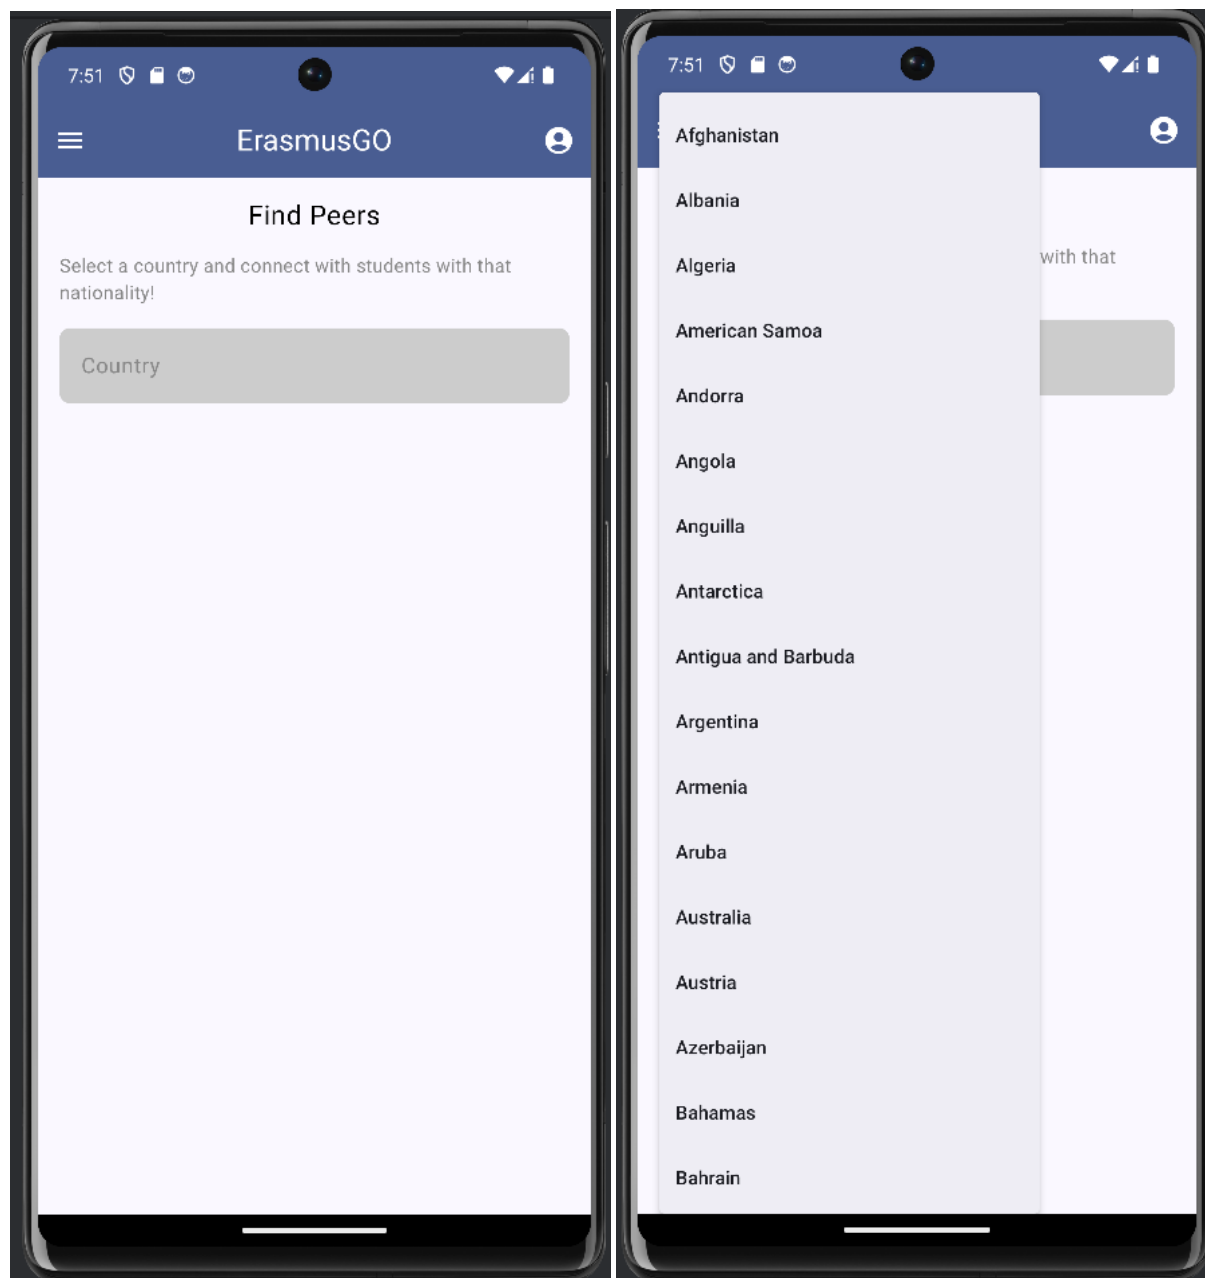 7:51
ErasmusGO
Find Peers
Select a country and connect with students with that
nationality!
Country
7:51
Afghanistan
Albania
Algeria
with that
American Samoa
Andorra
Angola
Anguilla
Antarctica
Antigua and Barbuda
Argentina
Armenia
Aruba
Australia
Austria
Azerbaijan
Bahamas
Bahrain